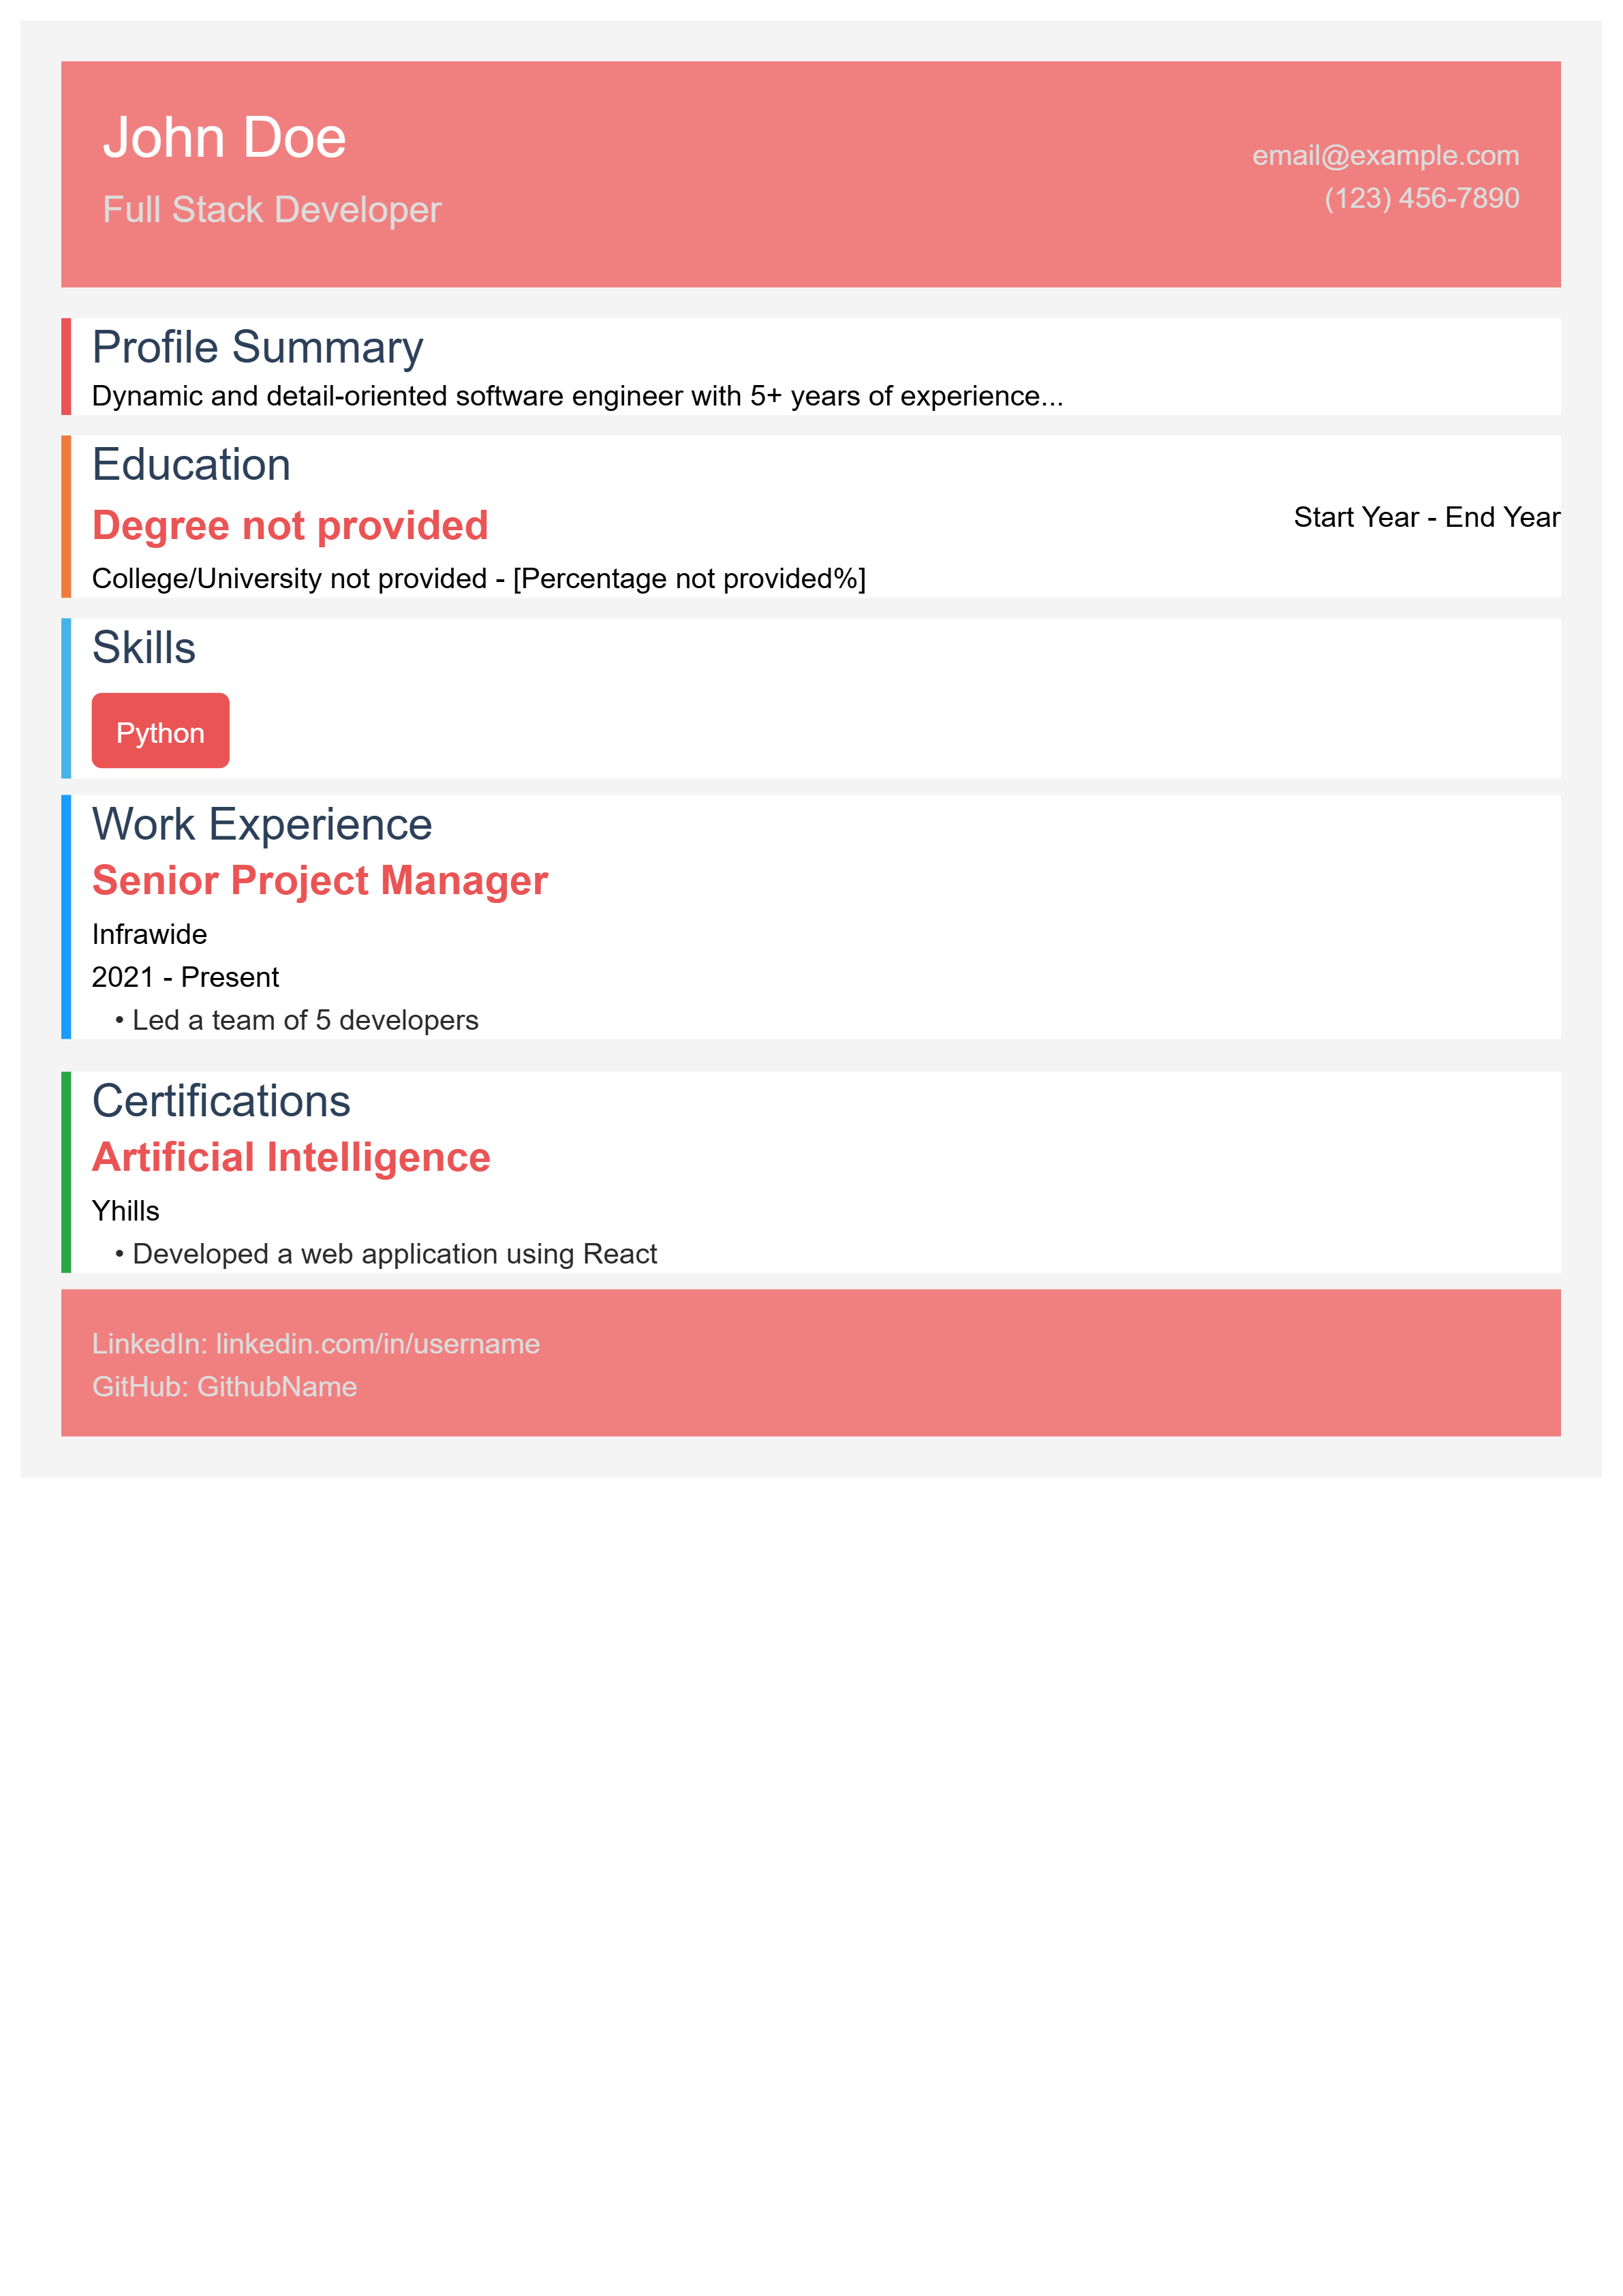 John Doe
Full Stack Developer
email@example.com
(123) 456-7890
Profile Summary
Dynamic and detail-oriented software engineer with 5+ years of experience...
Education
Degree not provided
Start Year - End Year
College/University not provided - [Percentage not provided%]
Skills
Python
Work Experience
Senior Project Manager
Infrawide
2021 - Present
• Led a team of 5 developers
Certifications
Artificial Intelligence
Yhills
• Developed a web application using React
LinkedIn: linkedin.com/in/username
GitHub: GithubName